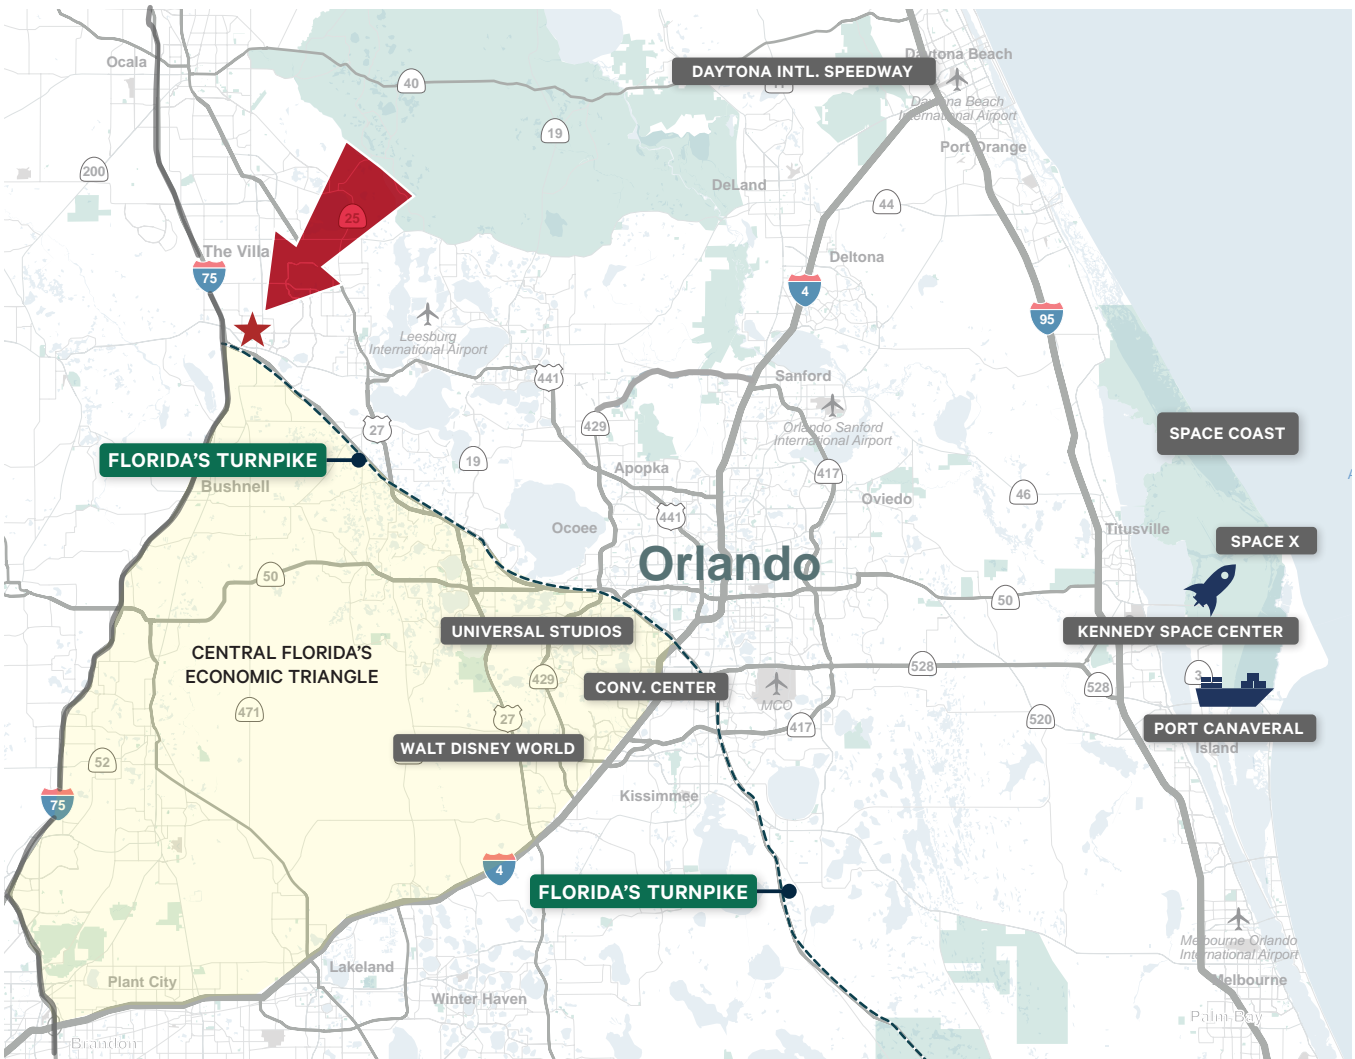 Ocala
Daytona Beach
DAYTONA INTL. SPEEDWAY
40
Daytona Beach
International Airport
19
Port Orange
200
DeLand
44
25
The Villa
Deltona
75
4
95
Leesburg
International Airport
441
Sanford
27
429
Orlando Sanford
International Airport
SPACE COAST
FLORIDA'S TURNPIKE
19
Apopka
417
Bushnell
Oviedo
46
441
Ocoee
Titusville
SPACE X
Orlando
50
50
UNIVERSAL STUDIOS
KENNEDY SPACE CENTER
CENTRAL FLORIDA'S
ECONOMIC TRIANGLE
528
3
429
CONV. CENTER
528
MCO
471
27
417
520
PORT CANAVERAL
WALT DISNEY WORLD
Island
52
75
Kissimmee
4
FLORIDA'S TURNPIKE
Melbourne Orlando
International Airport
Lakeland
Plant City
Melbourne
Winter Haven
Palm Bay
Brandon